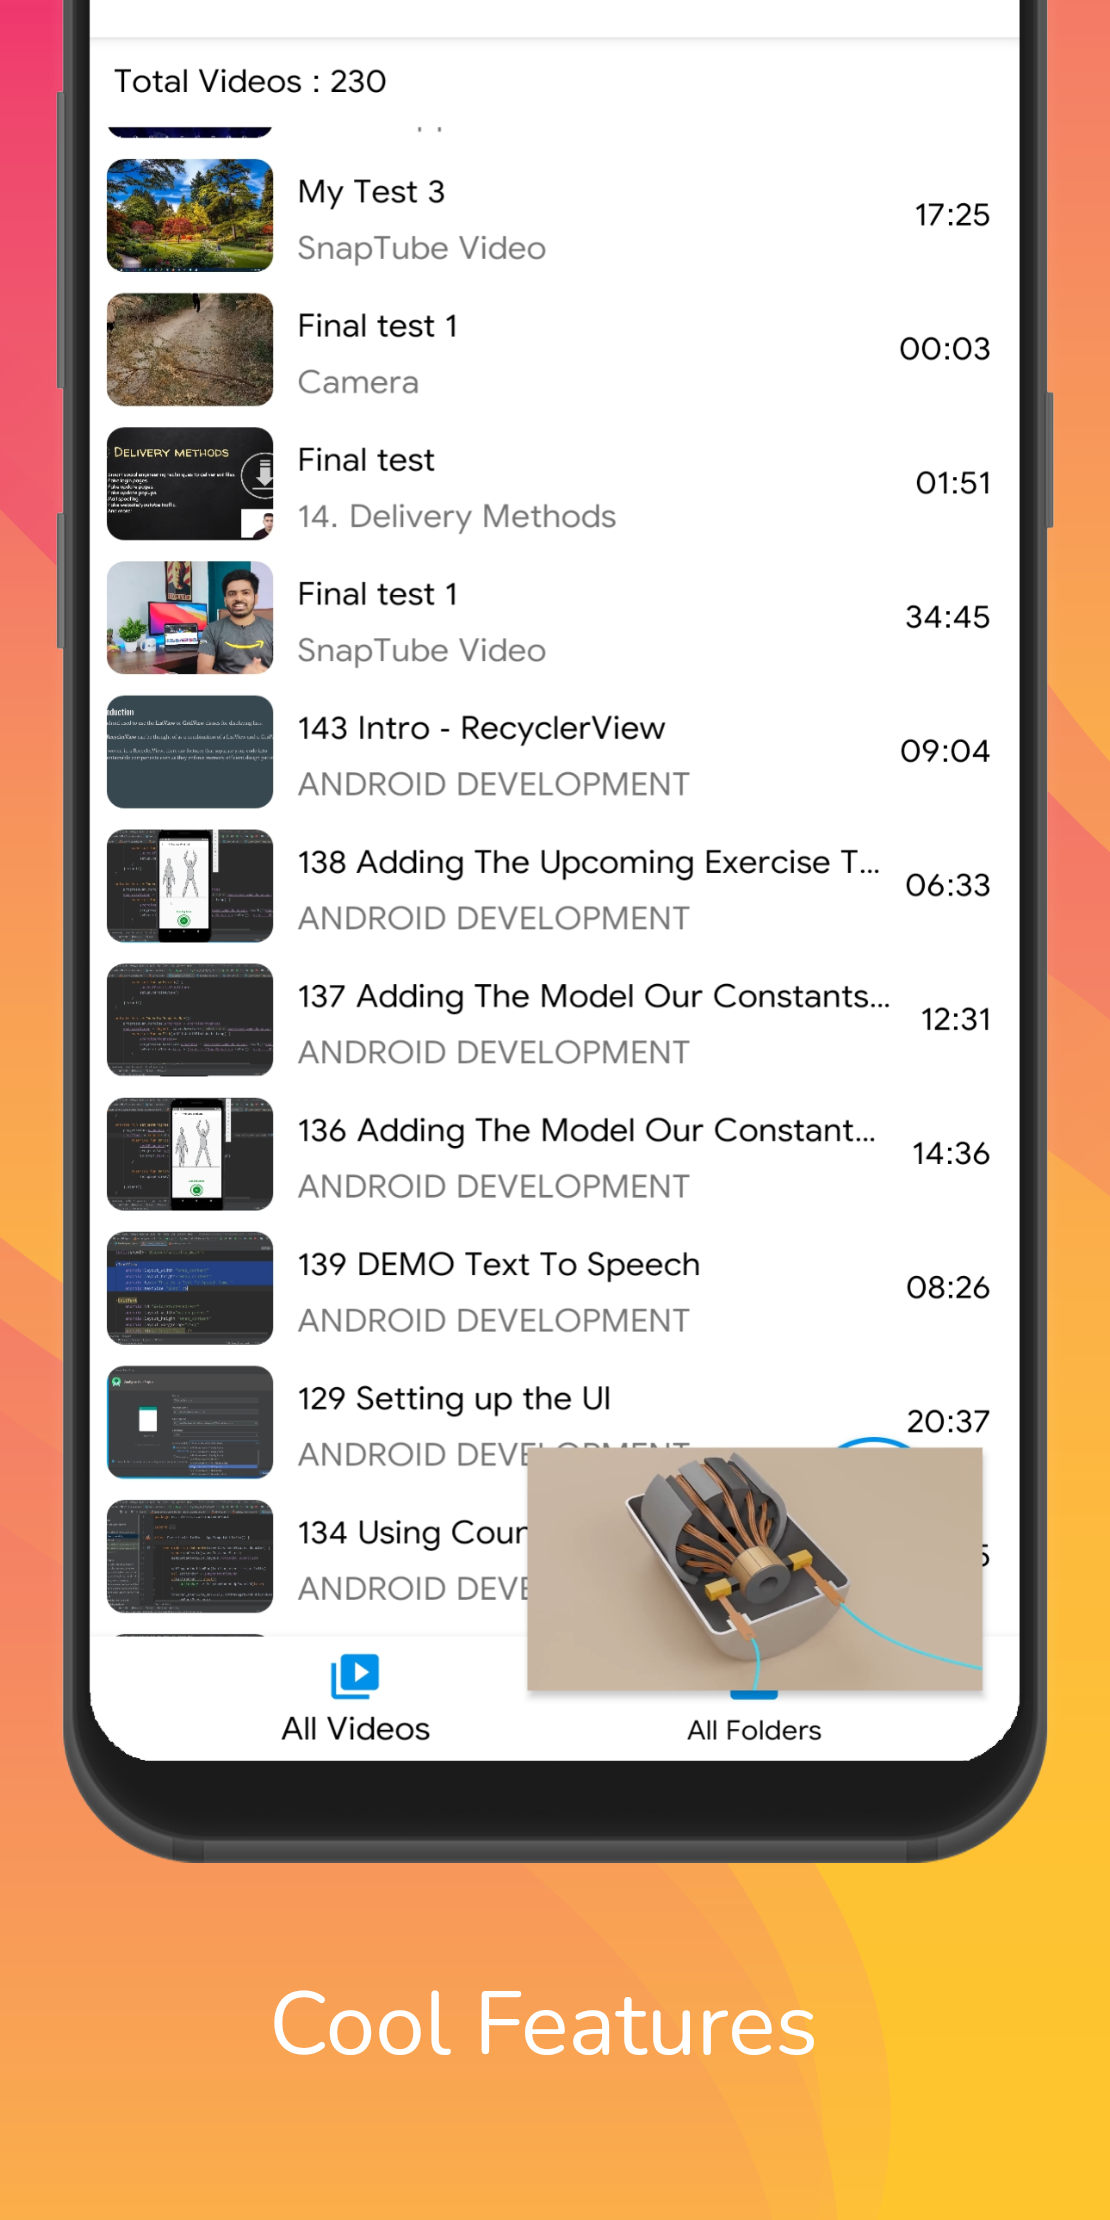 Total Videos : 230
My Test 3
SnapTube Video
17:25
Final test 1
Camera
00:03
DELIVERY METHODS
Final test
14. Delivery Methods
01:51
Final test 1
SnapTube Video
34:45
143 Intro - RecyclerView
ANDROID DEVELOPMENT
09:04
138 Adding The Upcoming Exercise T...
ANDROID DEVELOPMENT
06:33
137 Adding The Model Our Constants...
ANDROID DEVELOPMENT
12:31
136 Adding The Model Our Constant...
ANDROID DEVELOPMENT
14:36
139 DEMO Text To Speech
ANDROID DEVELOPMENT
08:26
129 Setting up the UI
ANDROID DEVELOPMENT
20:37
134 Using Coun
ANDROID DEVE
All Videos
All Folders
Cool Features